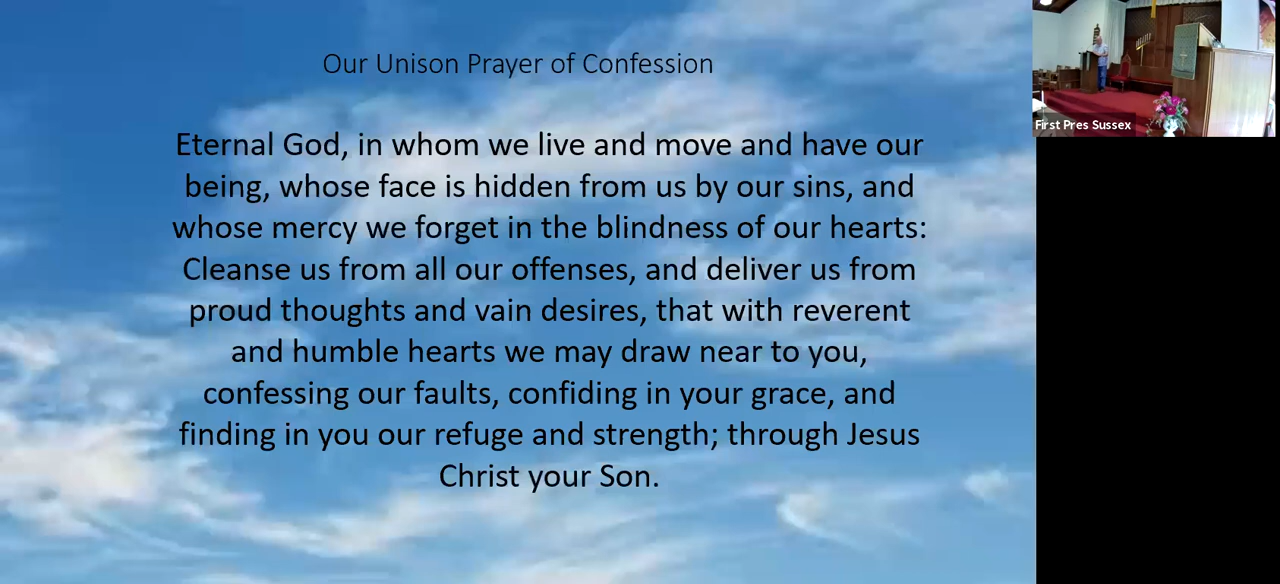 Our Unison Prayer of Confession
Eternal God, in whom we live and move and have our
being, whose face is hidden from us by our sins, and
whose mercy we forget in the blindness of our hearts:
Cleanse us from all our offenses, and deliver us from
proud thoughts and vain desires, that with reverent
and humble hearts we may draw near to you,
confessing our faults, confiding in your grace, and
finding in you our refuge and strength; through Jesus
Christ your Son.
First Pres Sussex